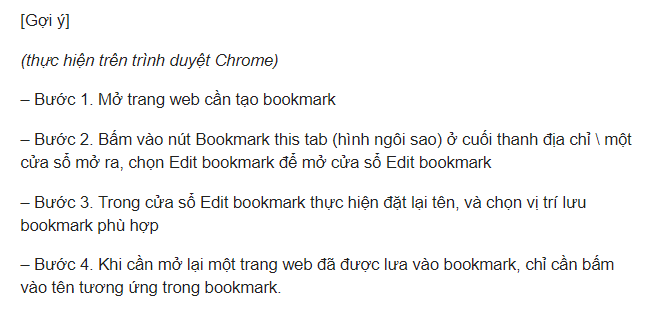 [Gợi ý]
(thực hiện trên trình duyệt Chrome)
– Bước 1. Mở trang web cần tạo bookmark
– Bước 2. Bấm vào nút Bookmark this tab (hình ngôi sao) ở cuối thanh địa chỉ \ một
cửa sổ mở ra, chọn Edit bookmark để mở cửa sổ Edit bookmark
– Bước 3. Trong cửa sổ Edit bookmark thực hiện đặt lại tên, và chọn vị trí lưu
bookmark phù hợp
– Bước 4. Khi cần mở lại một trang web đã được lưa vào bookmark, chỉ cần bấm
vào tên tương ứng trong bookmark.